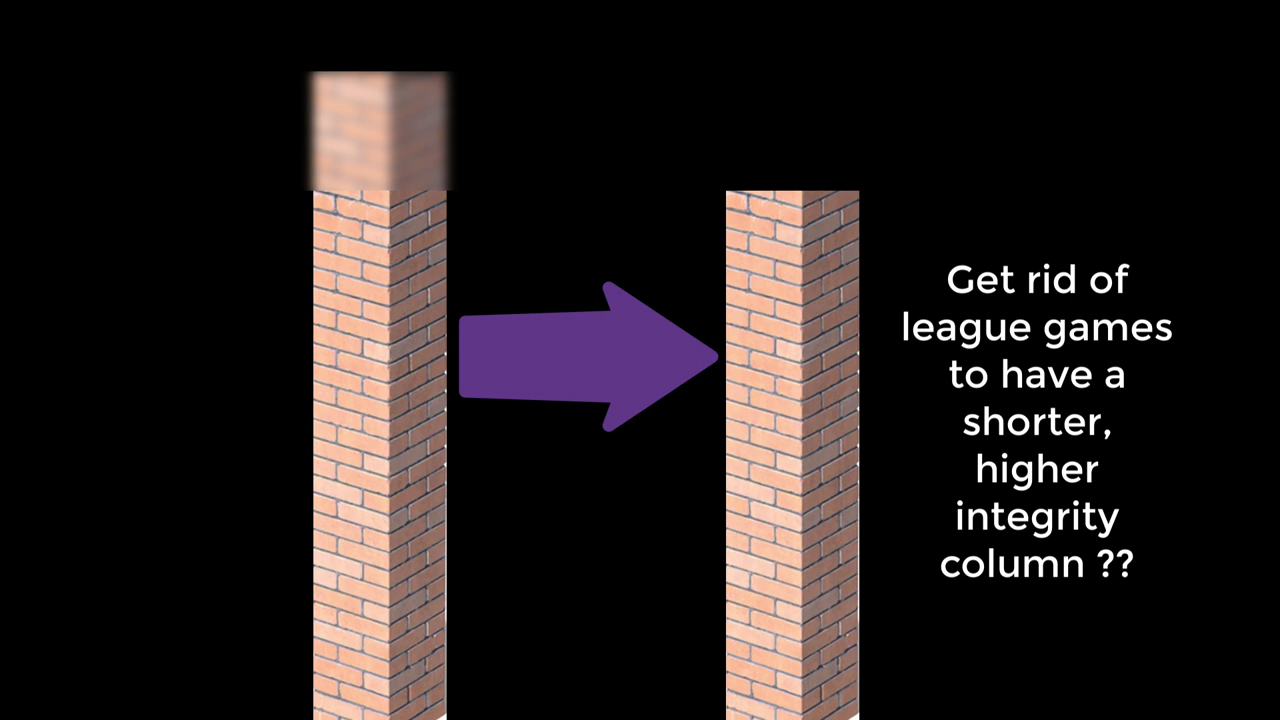 Get rid of
league games
to have a
shorter,
higher
integrity
column ??